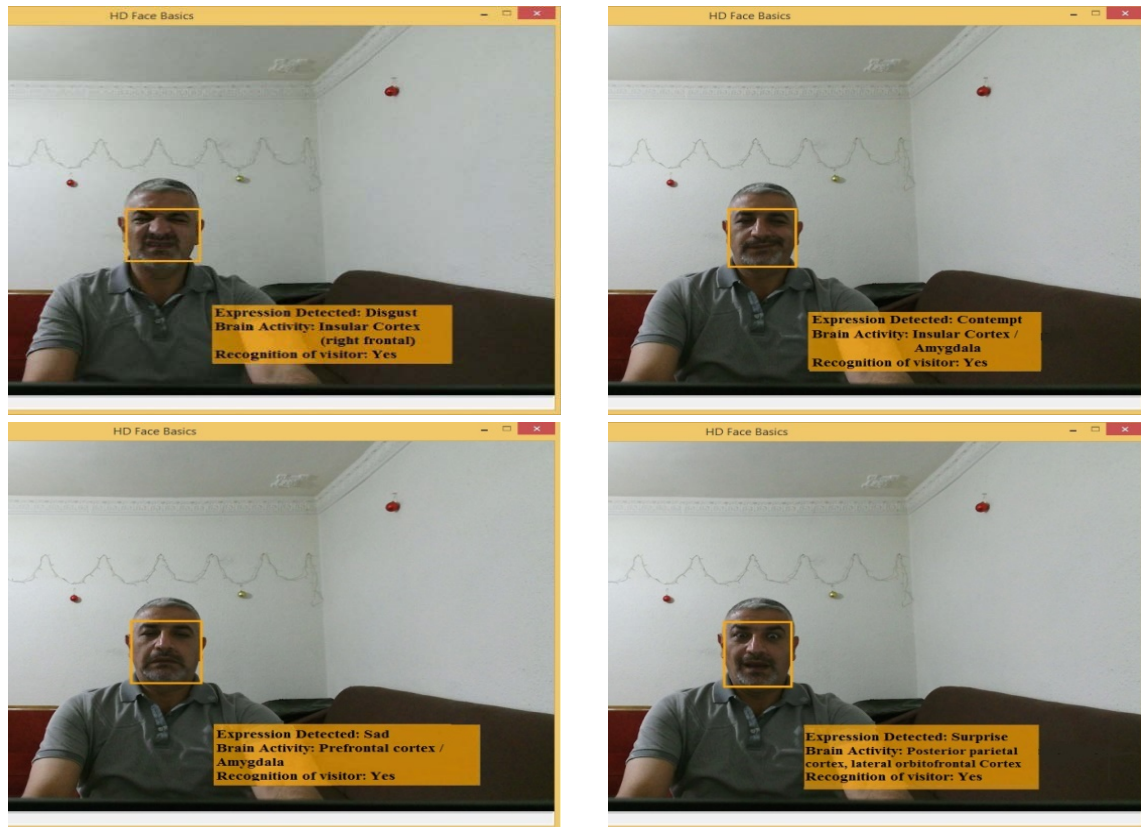 HD Face Basics
Expression Detected: Disgust
Brain Activity: Insular Cortex
(right frontal)
Recognition of visitor: Yes
HD Face Basics
Expression Detected: Contempt
Brain Activity: Insular Cortex /
Amygdala
Recognition of visitor: Yes
HD Face Basics
Expression Detected: Sad
Brain Activity: Prefrontal cortex /
Amygdala
Recognition of visitor: Yes
HD Face Basics
Expression Detected: Surprise
Brain Activity: Posterior parietal
cortex, lateral orbitofrontal Cortex
Recognition of visitor: Yes